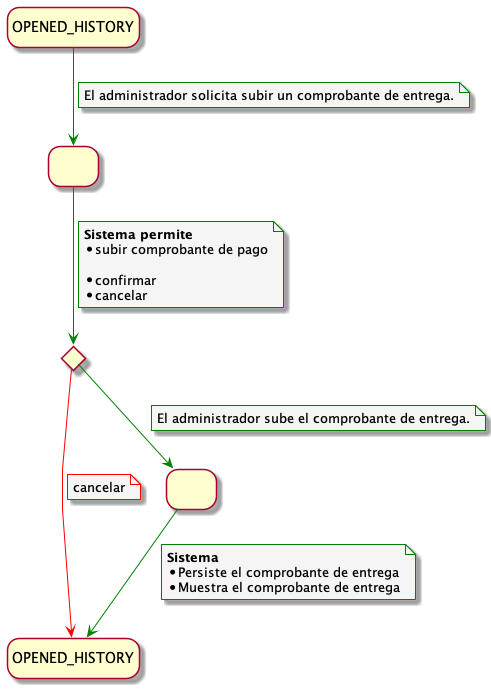 OPENED_HISTORY
El administrador solicita subir un comprobante de entrega.
Sistema permite
• subir comprobante de pago
• confirmar
• cancelar
El administrador sube el comprobante de entrega.
cancelar
Sistema
• Persiste el comprobante de entrega
• Muestra el comprobante de entrega
OPENED_HISTORY